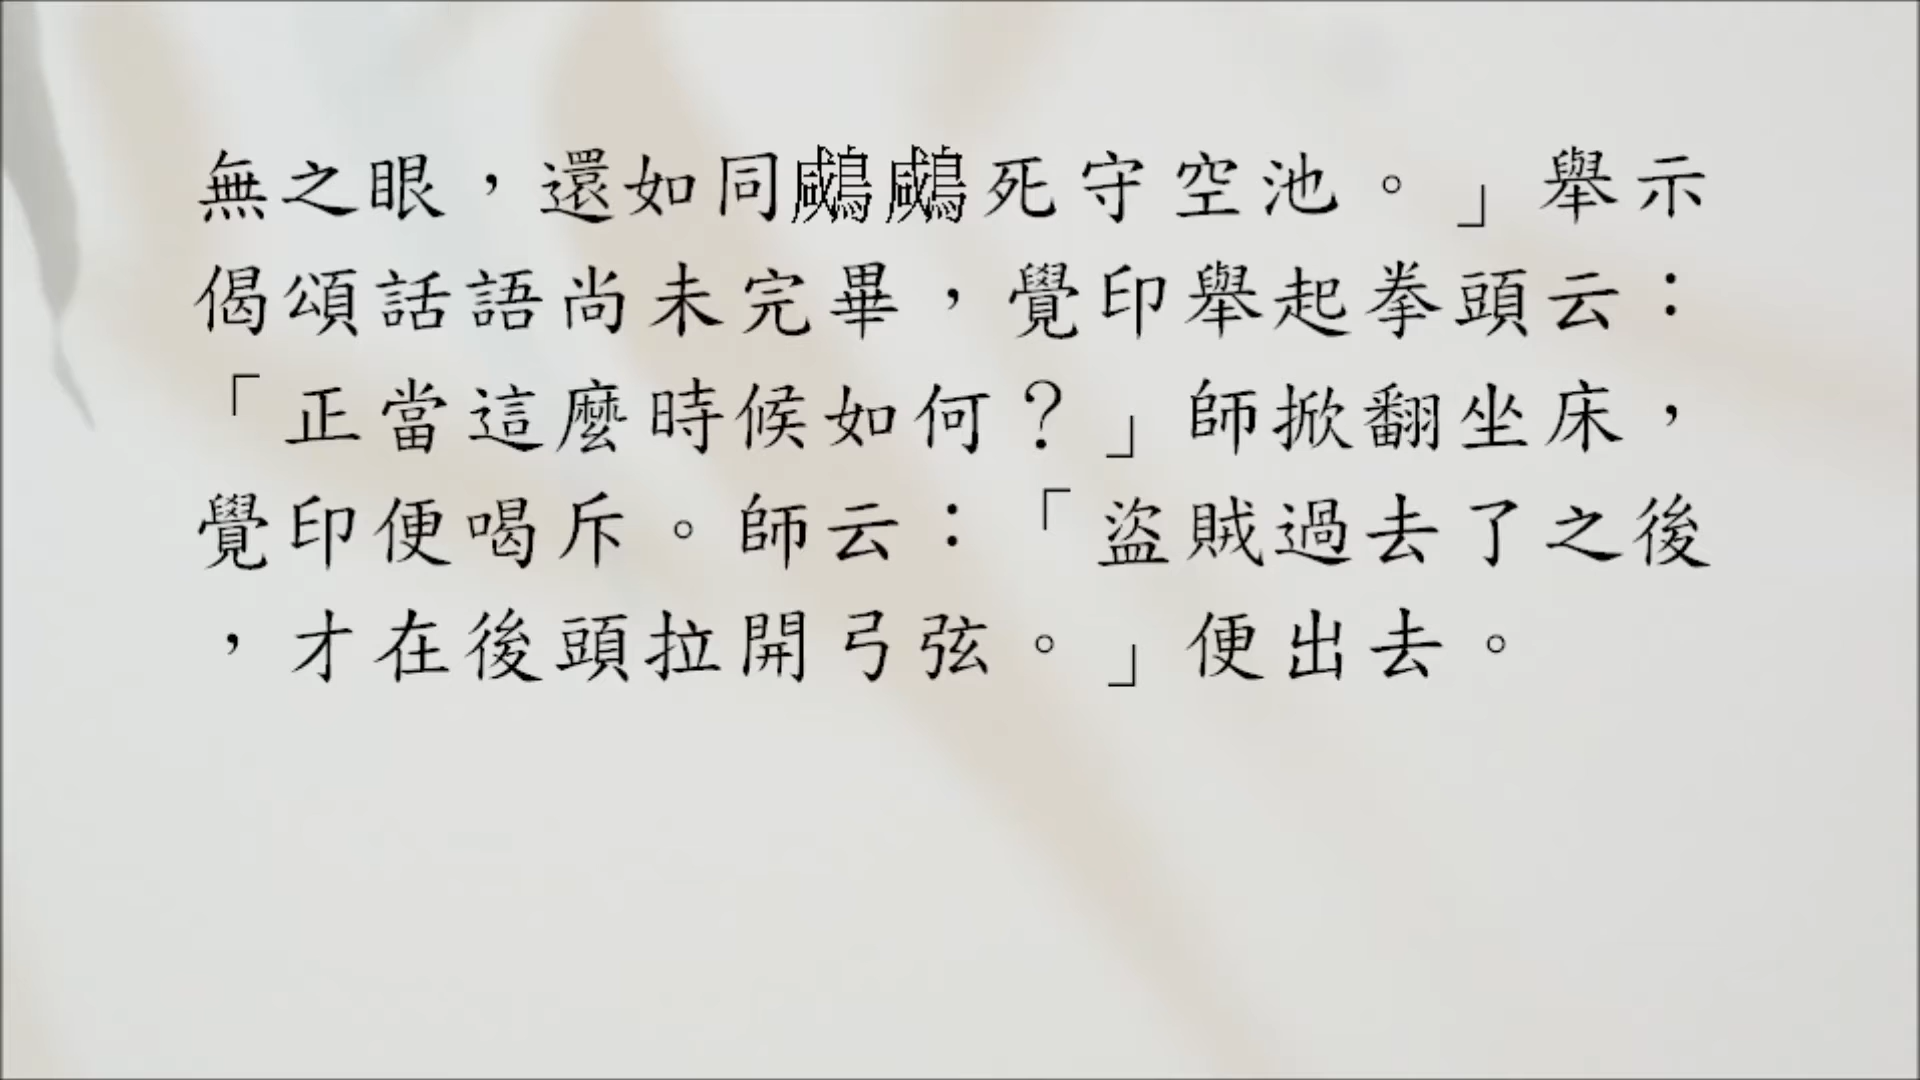 無之眼，還如同鷈鷈死守空池。」舉示
偈頌話語尚未完畢，覺印舉起拳頭云：
「正當這麼時候如何？」師掀翻坐床，
覺印便喝斥。師云：「盜賊過去了之後
，才在後頭拉開弓弦。」便出去。